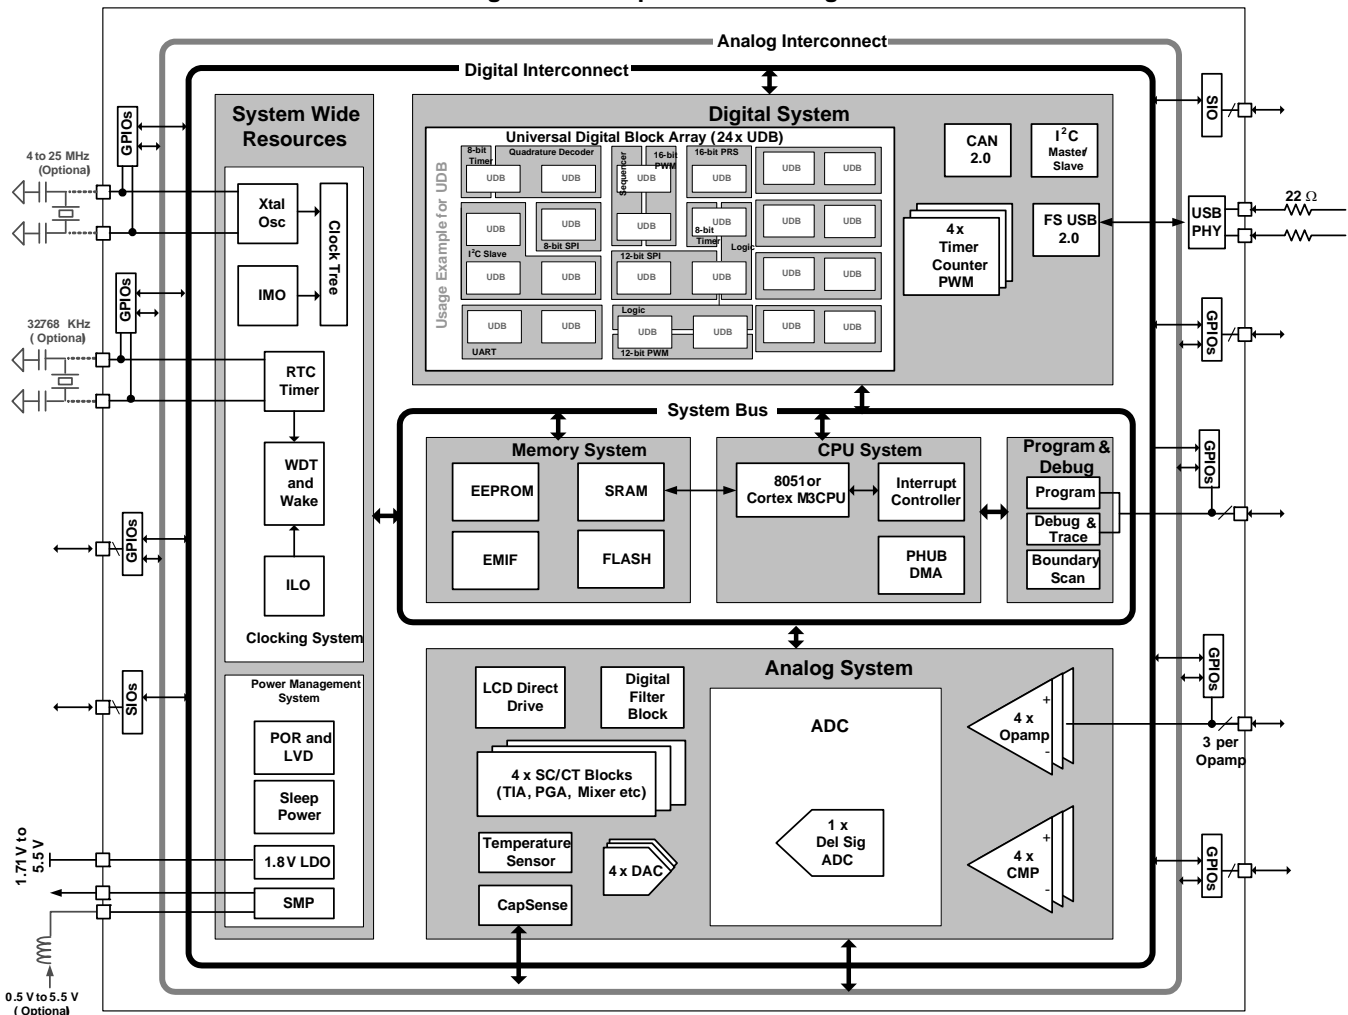 Analog Interconnect
Digital Interconnect
System Wide
Resources
Digital System
Universal Digital Block Array (24 x UDB)
Usage Example for UDB
8-bit
Timer
Quadrature Decoder
Sequencer
16-bit
PWM
16-bit PRS
UDB
UDB
UDB
UDB
UDB
UDB
UDB
UDB
UDB
UDB
8-bit
Timer
Logic
UDB
UDB
I²C Slave
8-bit SPI
12-bit SPI
UDB
UDB
UDB
UDB
UDB
UDB
Logic
UDB
UDB
UDB
UDB
UDB
UDB
UART
12-bit PWM
CAN
2.0
I²C
Master/
Slave
4 x
Timer
Counter
PWM
FS USB
2.0
USB
PHY
22 Ω
SIO
GPIOs
GPIOs
GPIOs
GPIOs
3 per
Opamp
GPIOs
GPIOs
GPIOs
SIOs
4 to 25 MHz
(Optional)
32768 KHz
(Optional)
Xtal
Osc
Clock Tree
IMO
RTC
Timer
WDT
and
Wake
ILO
Clocking System
Power Management
System
POR and
LVD
Sleep
Power
1.8 V LDO
SMP
1.71 V to
5.5 V
0.5 V to 5.5 V
(Optional)
System Bus
Memory System
EEPROM
SRAM
EMIF
FLASH
CPU System
8051 or
Cortex M3 CPU
Interrupt
Controller
PHUB
DMA
Program &
Debug
Program
Debug &
Trace
Boundary
Scan
Analog System
LCD Direct
Drive
Digital
Filter
Block
4 x SC/CT Blocks
(TIA, PGA, Mixer etc)
Temperature
Sensor
4 x DAC
CapSense
ADC
1 x
Del Sig
ADC
+
4 x
Opamp
-
+
4 x
CMP
-